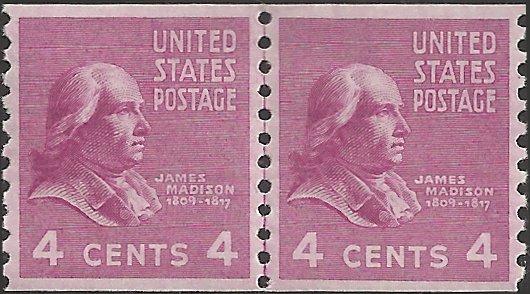 UNITED
STATES
POSTAGE
JAMES
MADISON
1809-1817
4 CENTS 4
UNITED
STATES
POSTAGE
JAMES
MADISON
1809-1817
4 CENTS 4